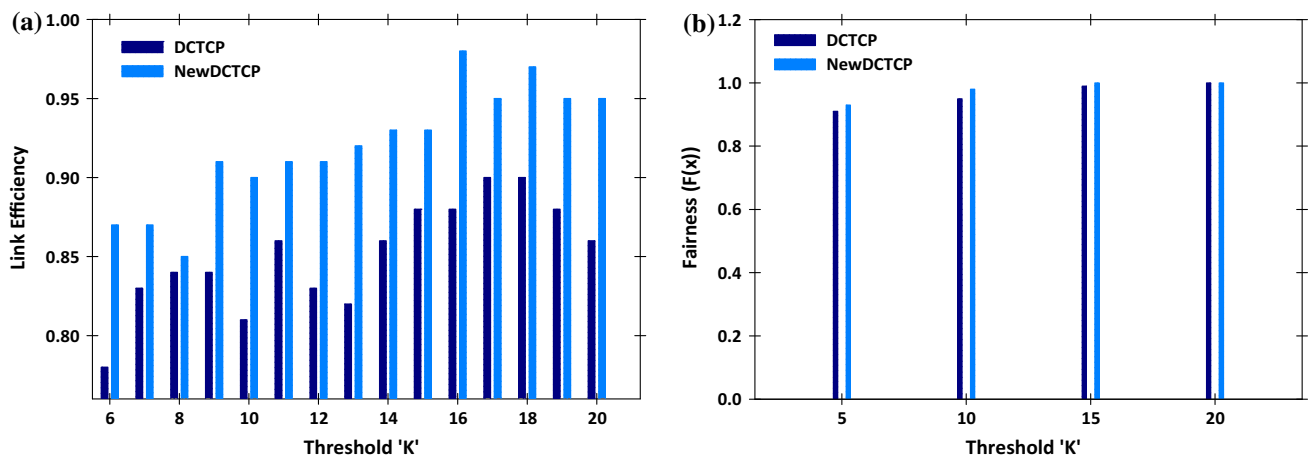 (a)
1.00
0.95
0.90
0.85
0.80
Link Efficiency
DCTCP
NewDCTCP
6 8 10 12 14 16 18 20
Threshold 'K'
(b)
1.2
1.0
0.8
0.6
0.4
0.2
0.0
Fairness (F(x))
DCTCP
NewDCTCP
5 10 15 20
Threshold 'K'